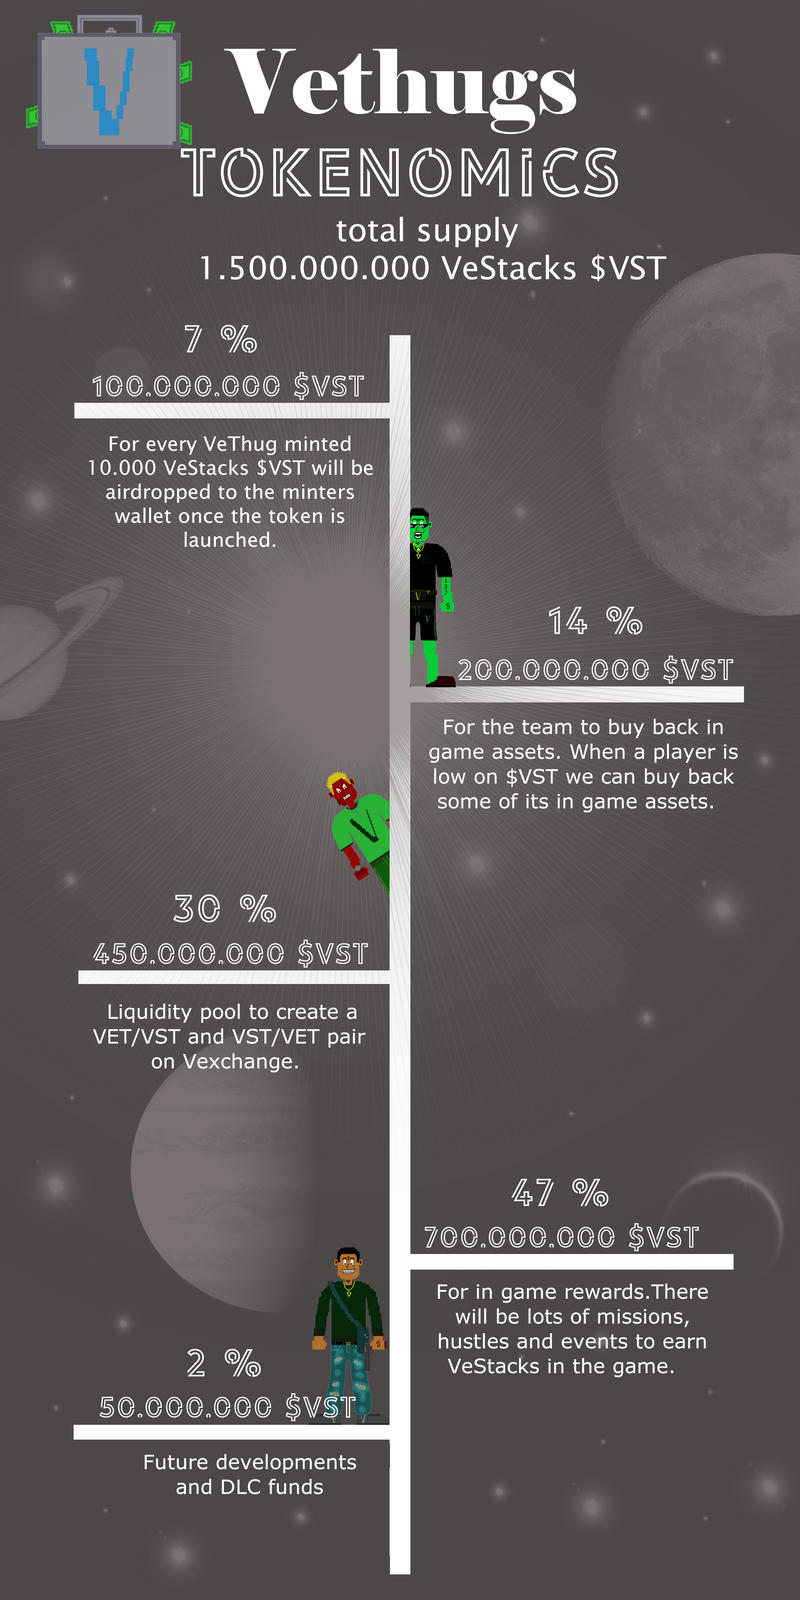 V
Vethugs
TOKENOMICS
total supply
1.500.000.000 VeStacks $VST
7 %
100.000.000 $VST
For every VeThug minted
10.000 VeStacks $VST will be
airdropped to the minters
wallet once the token is
launched.
14 %
200.000.000 $VST
For the team to buy back in
game assets. When a player is
low on $VST we can buy back
some of its in game assets.
V
30 %
450.000.000 $VST
Liquidity pool to create a
VET/VST and VST/VET pair
on Vexchange.
47 %
700.000.000 $VST
For in game rewards.There
will be lots of missions,
hustles and events to earn
VeStacks in the game.
2 %
50.000.000 $VST
Future developments
and DLC funds